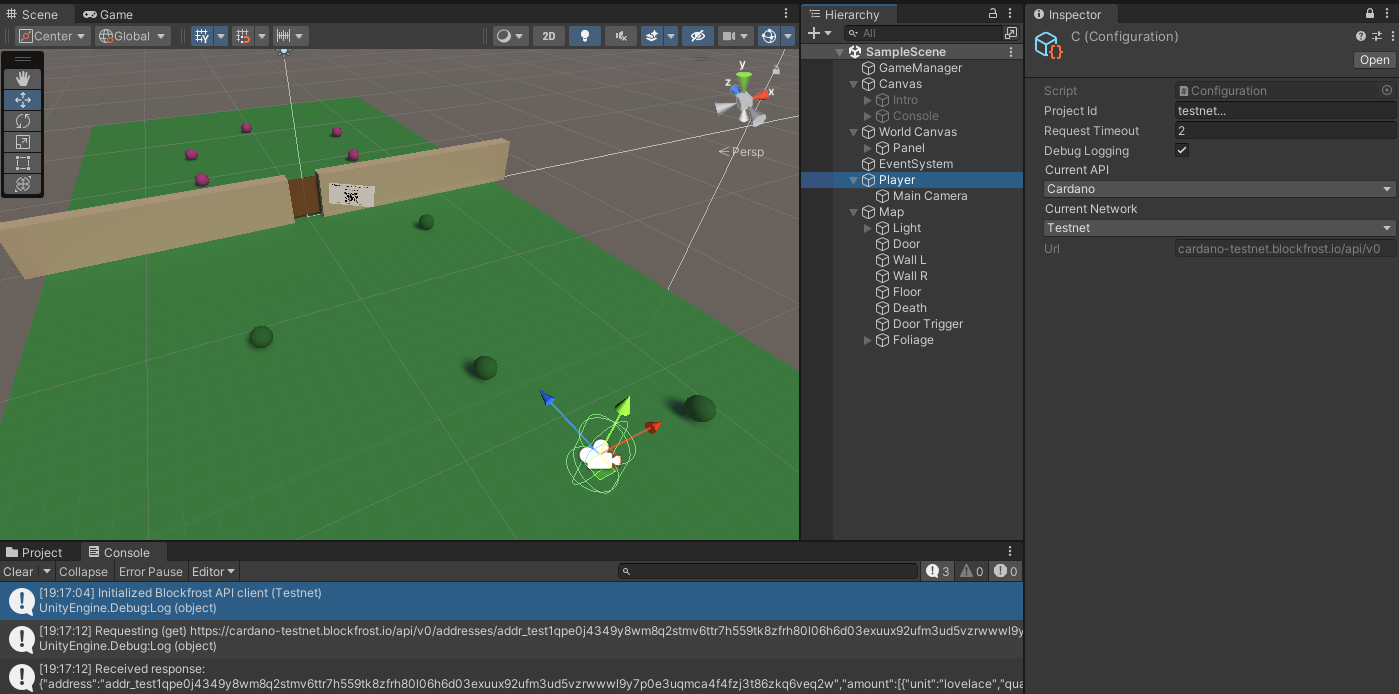 Scene
Game
Center
Global
2D
y
z
x
Persp
Hierarchy
All
SampleScene
GameManager
Canvas
Intro
Console
World Canvas
Panel
EventSystem
Player
Main Camera
Map
Light
Door
Wall L
Wall R
Floor
Death
Door Trigger
Foliage
Inspector
C (Configuration)
Open
Script
Configuration
Project Id
testnet...
Request Timeout
2
Debug Logging
Current API
Cardano
Current Network
Testnet
Url
cardano-testnet.blockfrost.io/api/v0
Project
Console
Clear
Collapse
Error Pause
Editor
3
0
0
[19:17:04] Initialized Blockfrost API client (Testnet)
UnityEngine.Debug:Log (object)
[19:17:12] Requesting (get) https://cardano-testnet.blockfrost.io/api/v0/addresses/addr_test1qpe0j4349y8wm8q2stmv6ttr7h559tk8zfrh80l06h6d03exuux92ufm3ud5vzrwwwl9y
UnityEngine.Debug:Log (object)
[19:17:12] Received response:
{"address":"addr_test1qpe0j4349y8wm8q2stmv6ttr7h559tk8zfrh80l06h6d03exuux92ufm3ud5vzrwwwl9y7p0e3uqmca4f4fzj3t86zkq6veq2w","amount":[{"unit":"lovelace","qua